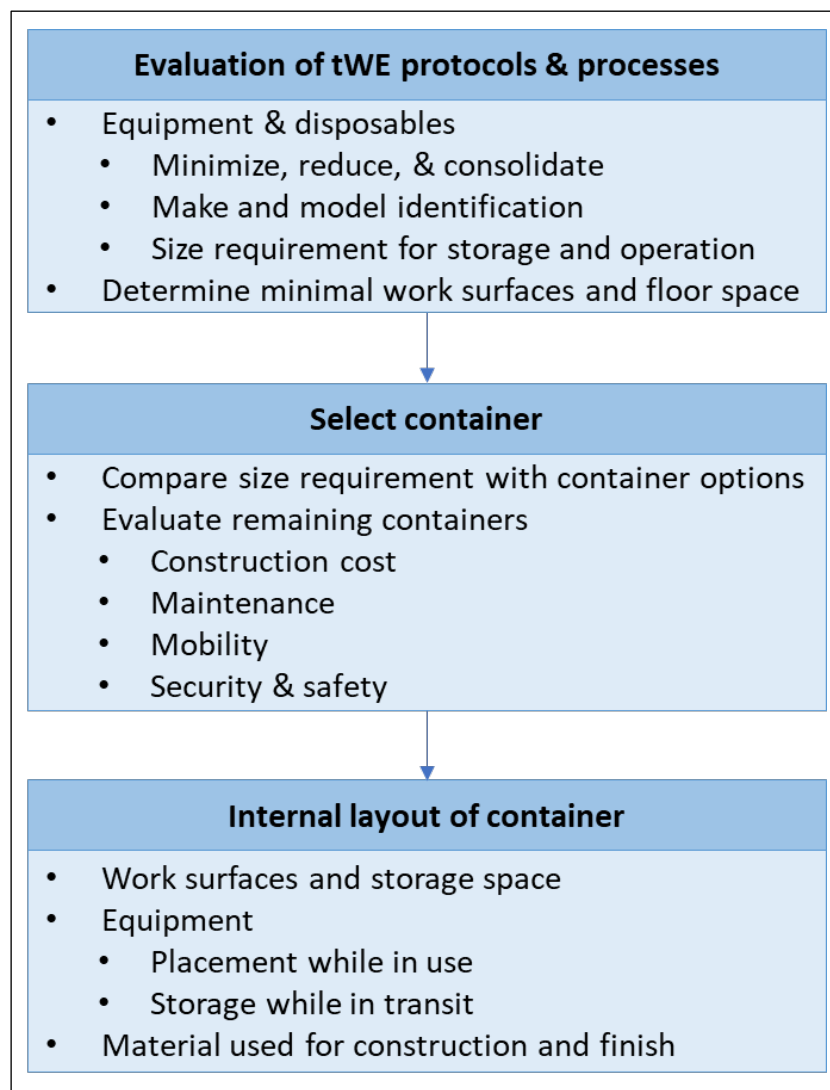 Evaluation of tWE protocols & processes
• Equipment & disposables
• Minimize, reduce, & consolidate
• Make and model identification
• Size requirement for storage and operation
• Determine minimal work surfaces and floor space
Select container
• Compare size requirement with container options
• Evaluate remaining containers
• Construction cost
• Maintenance
• Mobility
• Security & safety
Internal layout of container
• Work surfaces and storage space
• Equipment
• Placement while in use
• Storage while in transit
• Material used for construction and finish